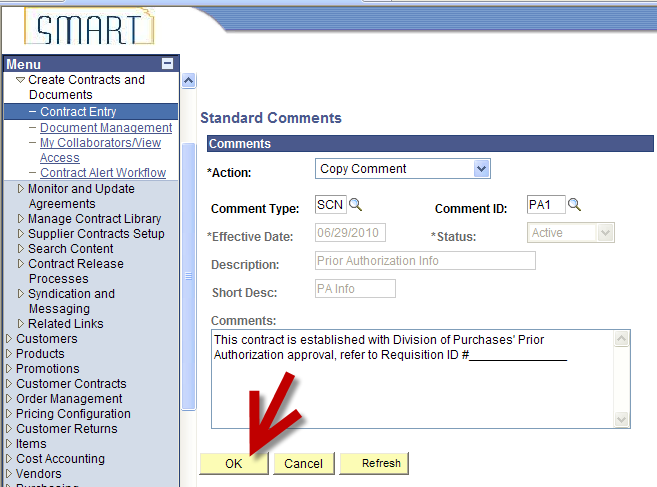 SMART
Menu
Create Contracts and
Documents
– Contract Entry
– Document Management
– My Collaborators/View
Access
– Contract Alert Workflow
Monitor and Update
Agreements
Manage Contract Library
Supplier Contracts Setup
Search Content
Contract Release
Processes
Syndication and
Messaging
Related Links
Customers
Products
Promotions
Customer Contracts
Order Management
Pricing Configuration
Customer Returns
Items
Cost Accounting
Vendors
Purchasing
Standard Comments
Comments
*Action: Copy Comment
Comment Type: SCN Comment ID: PA1
*Effective Date: 06/29/2010 *Status: Active
Description: Prior Authorization Info
Short Desc: PA Info
Comments:
This contract is established with Division of Purchases' Prior
Authorization approval, refer to Requisition ID #_______________
OK Cancel Refresh